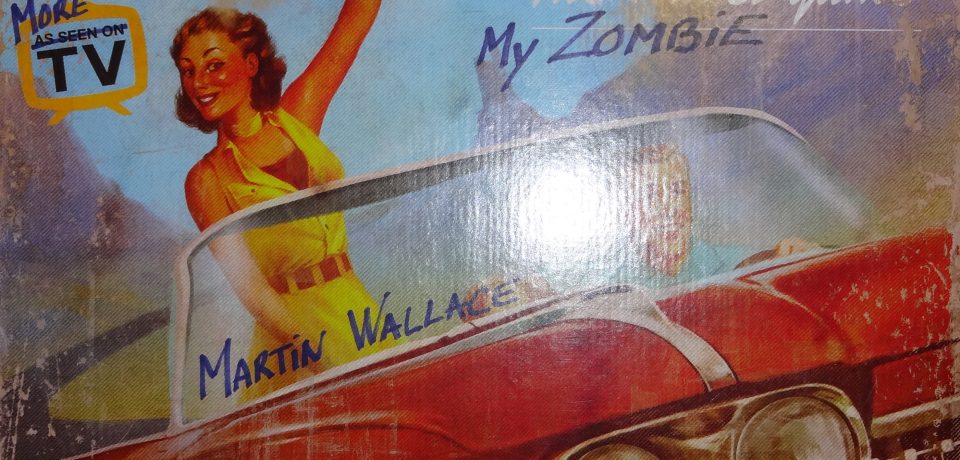 MORE
AS SEEN ON
TV
My ZOMBiE
MARTiN WALLACE